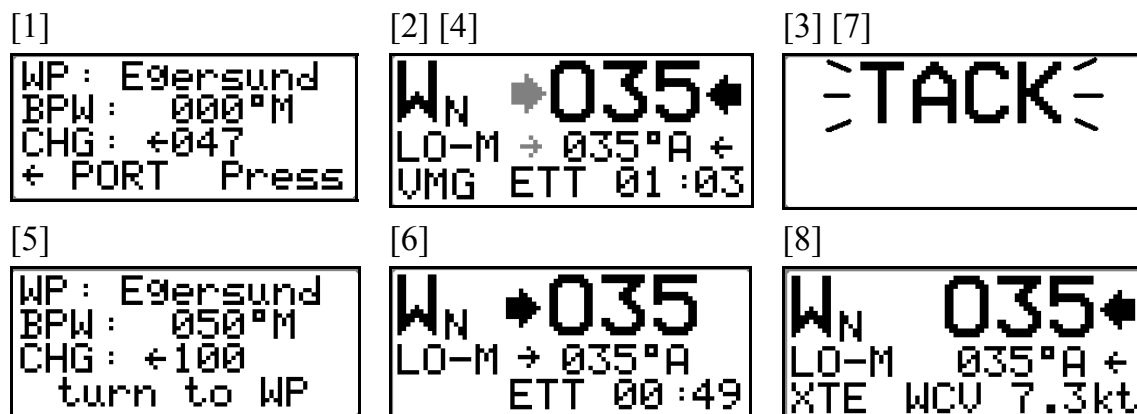 [1]
WP: Egersund
BPW: 000°M
CHG: ←047
← PORT Press
[2] [4]
WN →035←
LO-M → 035°A ←
VMG ETT 01:03
[3] [7]
TACK
[5]
WP: Egersund
BPW: 050°M
CHG: ←100
turn to WP
[6]
WN →035
LO-M → 035°A
ETT 00:49
[8]
WN 035←
LO-M 035°A ←
XTE WCV 7.3kt